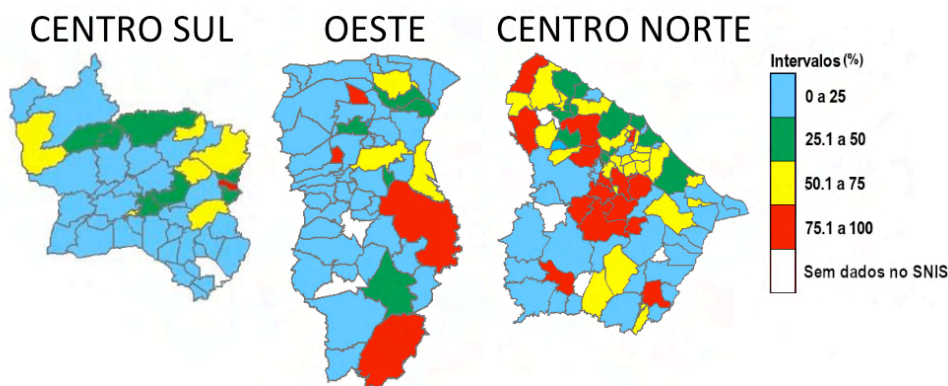 CENTRO SUL
OESTE
CENTRO NORTE
Intervalos (%)
0 a 25
25.1 a 50
50.1 a 75
75.1 a 100
Sem dados no SNIS